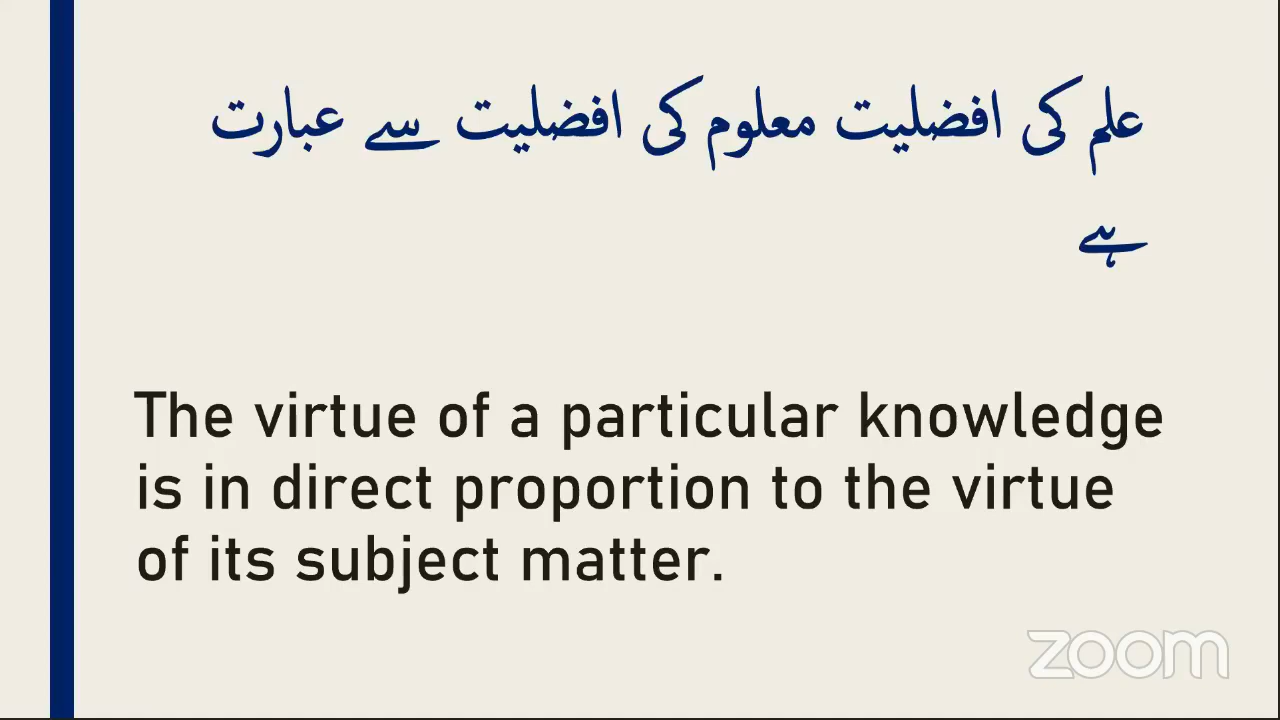 علم کی افضلیت معلوم کی افضلیت سے عبارت
ہے
The virtue of a particular knowledge
is in direct proportion to the virtue
of its subject matter.
zoom